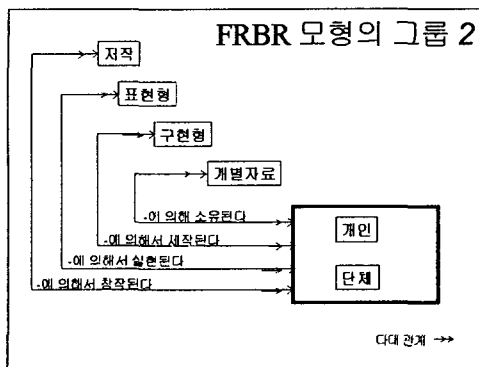 FRBR 모형의 그룹 2
저작
표현형
구현형
개별자료
-에 의해 소유된다
개인
-에 의해서 제작된다
-에 의해서 실현된다
단체
-에 의해서 창작된다
다대 관계